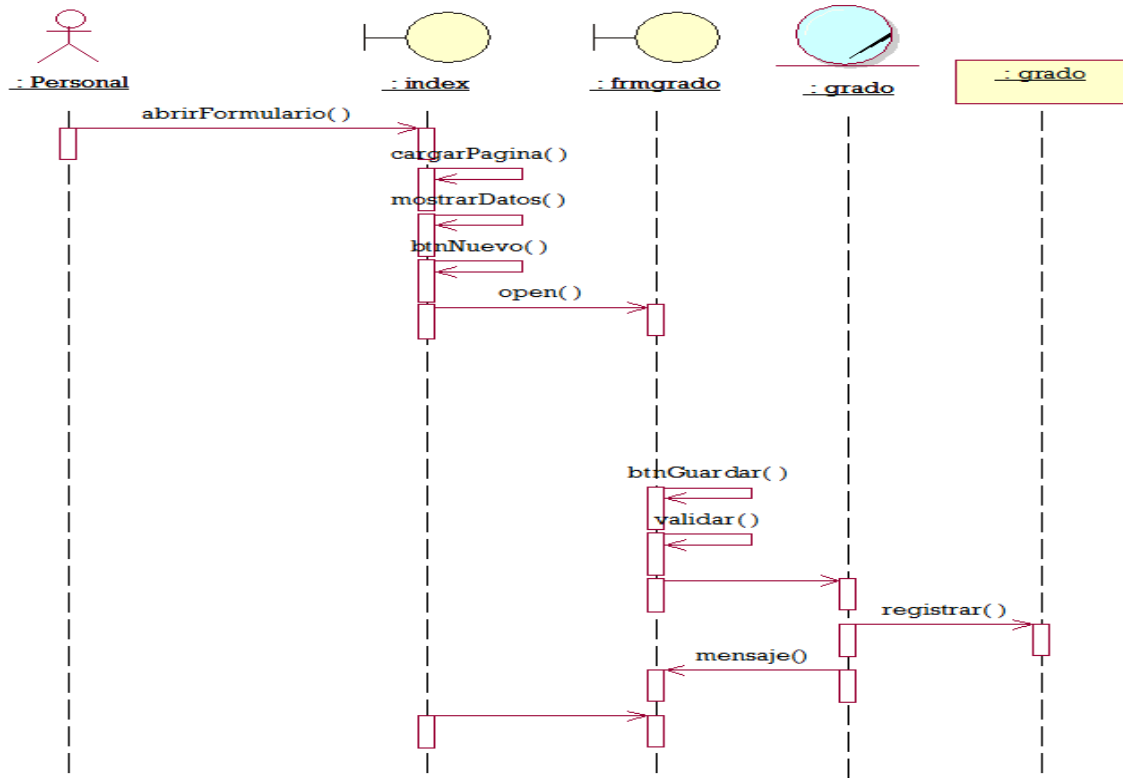 : Personal
: index
: frmgrado
: grado
: grado
abrirFormulario( )
cargarPagina( )
mostrarDatos( )
btnNuevo( )
open( )
btnGuardar( )
validar( )
registrar( )
mensaje()